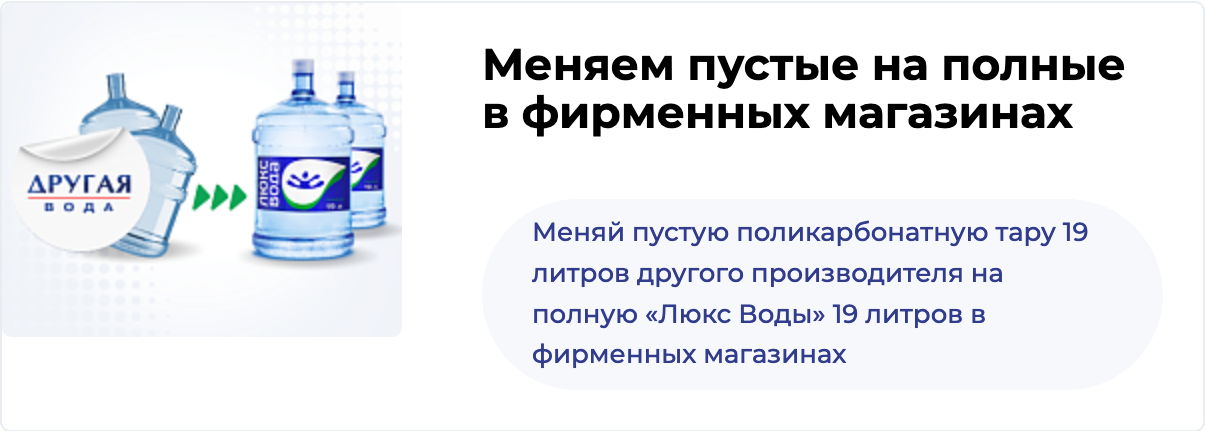 ДРУГАЯ
ВОДА
ЛЮКС
ВОДА
Меняем пустые на полные
в фирменных магазинах
Меняй пустую поликарбонатную тару 19
литров другого производителя на
полную «Люкс Воды» 19 литров в
фирменных магазинах